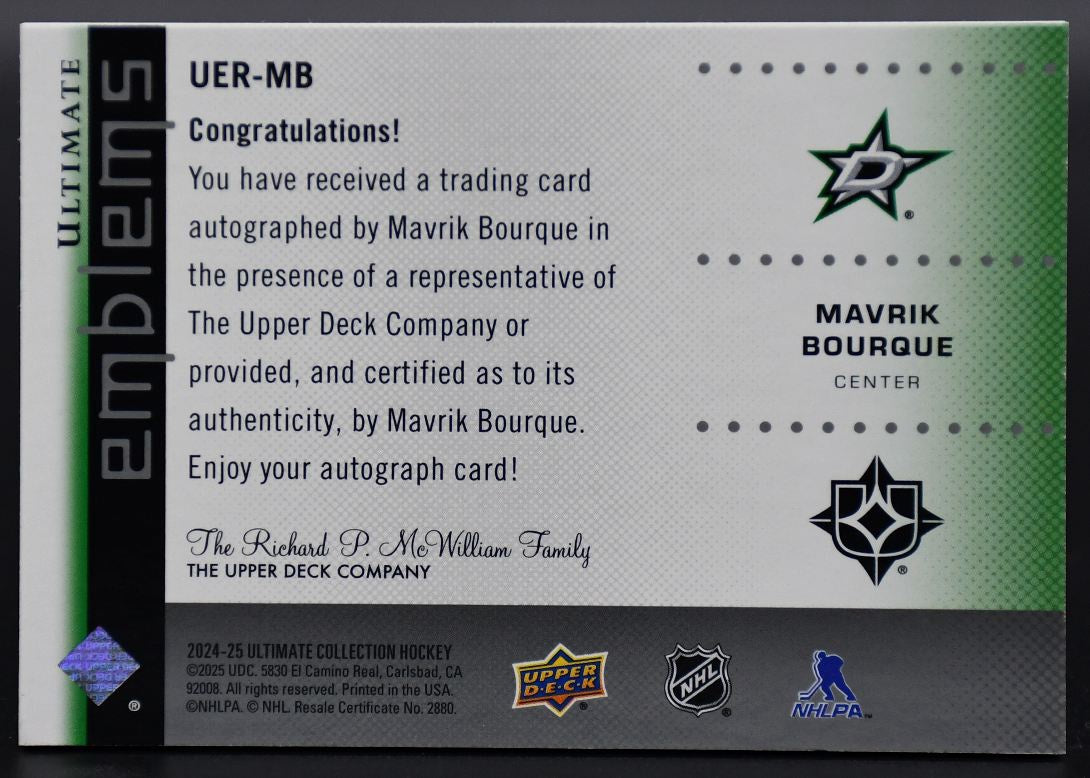 ULTIMATE
emblems
UER-MB
Congratulations!
You have received a trading card
autographed by Mavrik Bourque in
the presence of a representative of
The Upper Deck Company or
provided, and certified as to its
authenticity, by Mavrik Bourque.
Enjoy your autograph card!
The Richard P. McWilliam Family
THE UPPER DECK COMPANY
D
®
MAVRIK
BOURQUE
CENTER
®
2024-25 ULTIMATE COLLECTION HOCKEY
©2025 UDC. 5830 El Camino Real, Carlsbad, CA
92008. All rights reserved. Printed in the USA.
©NHLPA. © NHL. Resale Certificate No. 2880.
UPPER
D·E·C·K
®
NHL
®
NHLPA™
UPPER
®